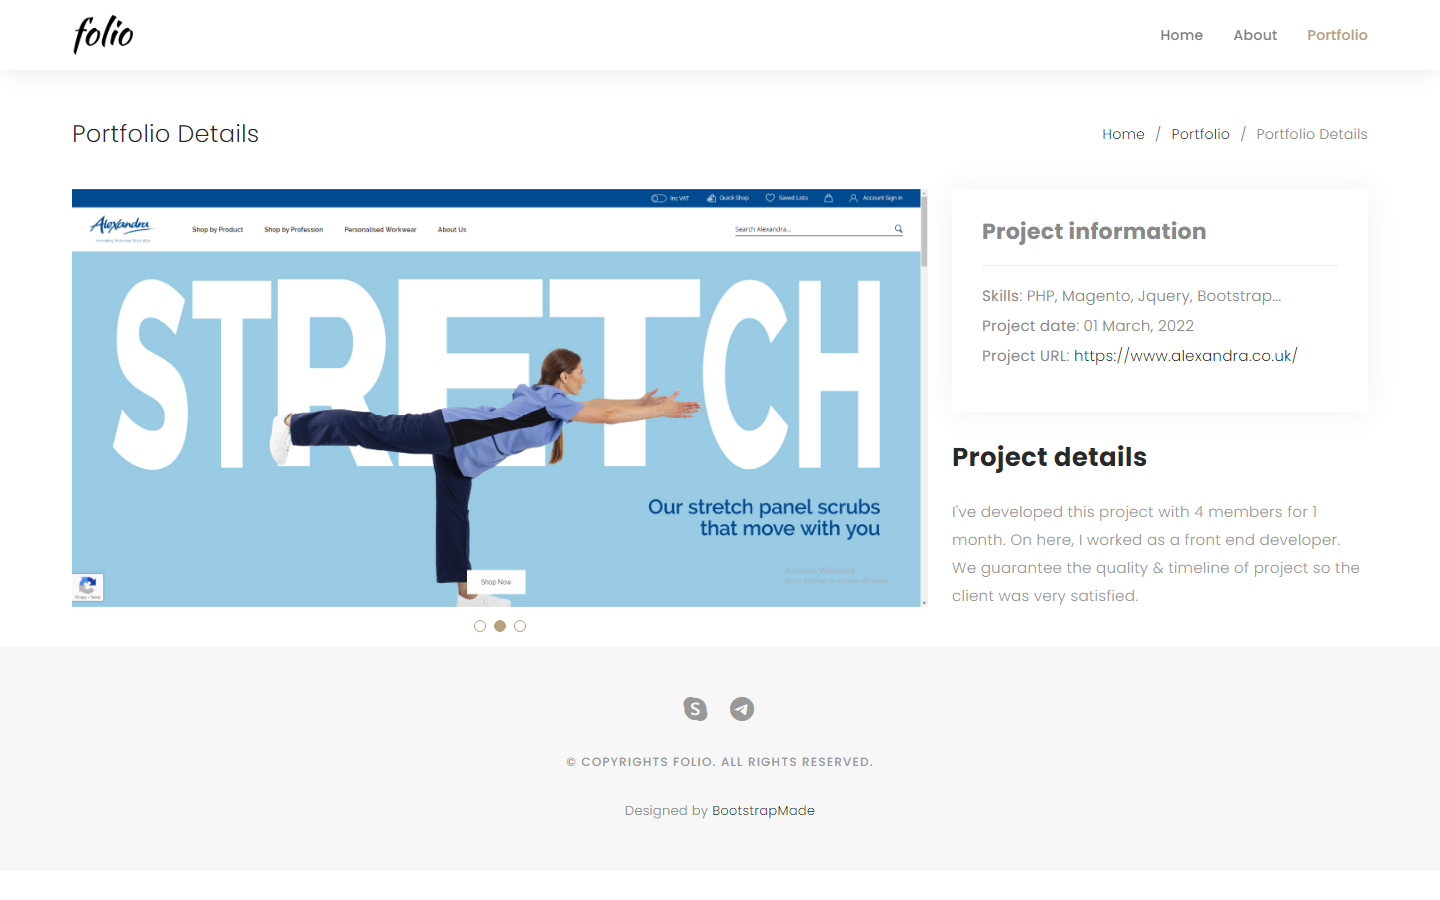 folio
Home
About
Portfolio
Portfolio Details
Home / Portfolio / Portfolio Details
Inc VAT
Quick Shop
Saved Lists
Account Sign In
Alexandra
Shop by Product
Shop by Profession
Personalised Workwear
About Us
Search Alexandra...
STRETCH
Our stretch panel scrubs
that move with you
Activate Windows
Go to Settings to activate Windows.
Shop Now
Privacy - Terms
Project information
Skills: PHP, Magento, Jquery, Bootstrap...
Project date: 01 March, 2022
Project URL: https://www.alexandra.co.uk/
Project details
I've developed this project with 4 members for 1
month. On here, I worked as a front end developer.
We guarantee the quality & timeline of project so the
client was very satisfied.
© COPYRIGHTS FOLIO. ALL RIGHTS RESERVED.
Designed by BootstrapMade